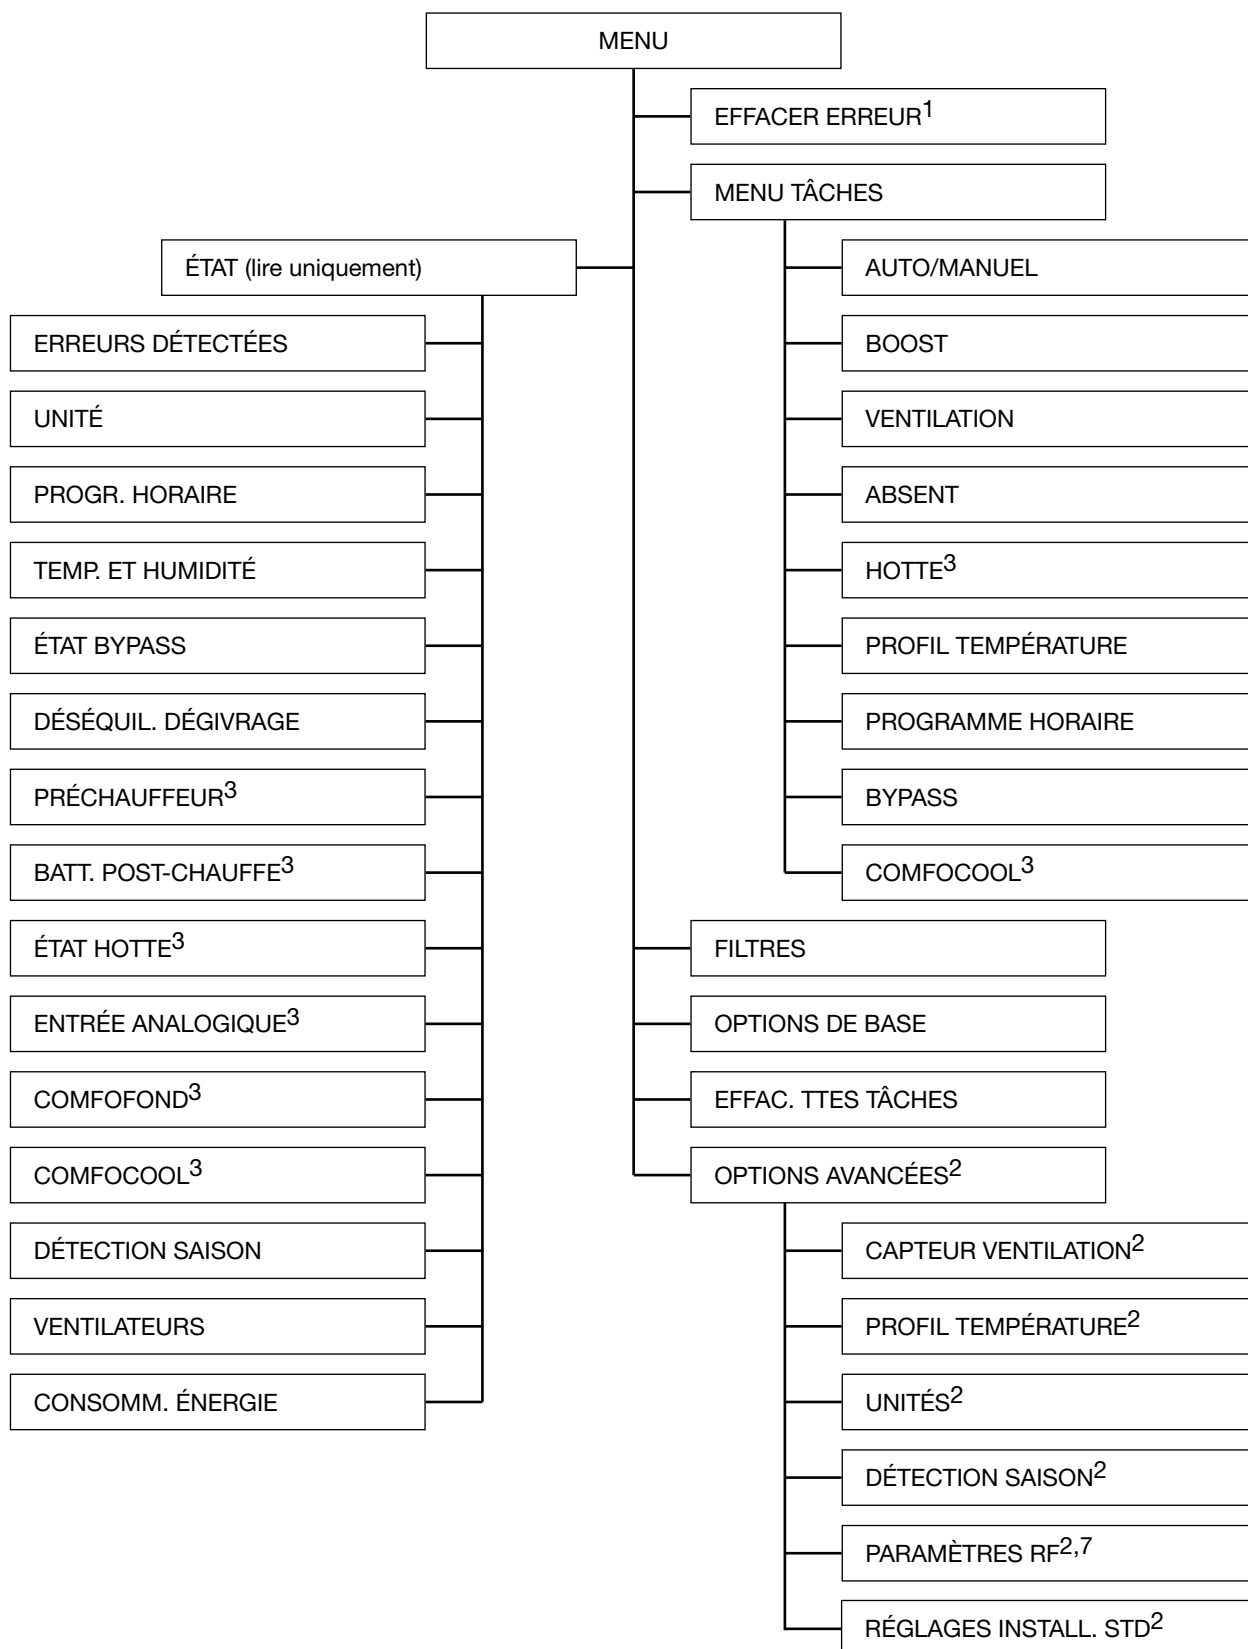 MENU
EFFACER ERREUR1
MENU TÂCHES
AUTO/MANUEL
BOOST
VENTILATION
ABSENT
HOTTE3
PROFIL TEMPÉRATURE
PROGRAMME HORAIRE
BYPASS
COMFOCOOL3
ÉTAT (lire uniquement)
ERREURS DÉTECTÉES
UNITÉ
PROGR. HORAIRE
TEMP. ET HUMIDITÉ
ÉTAT BYPASS
DÉSÉQUIL. DÉGIVRAGE
PRÉCHAUFFEUR3
BATT. POST-CHAUFFE3
ÉTAT HOTTE3
ENTRÉE ANALOGIQUE3
COMFOFOND3
COMFOCOOL3
DÉTECTION SAISON
VENTILATEURS
CONSOMM. ÉNERGIE
FILTRES
OPTIONS DE BASE
EFFAC. TTES TÂCHES
OPTIONS AVANCÉES2
CAPTEUR VENTILATION2
PROFIL TEMPÉRATURE2
UNITÉS2
DÉTECTION SAISON2
PARAMÈTRES RF2,7
RÉGLAGES INSTALL. STD2